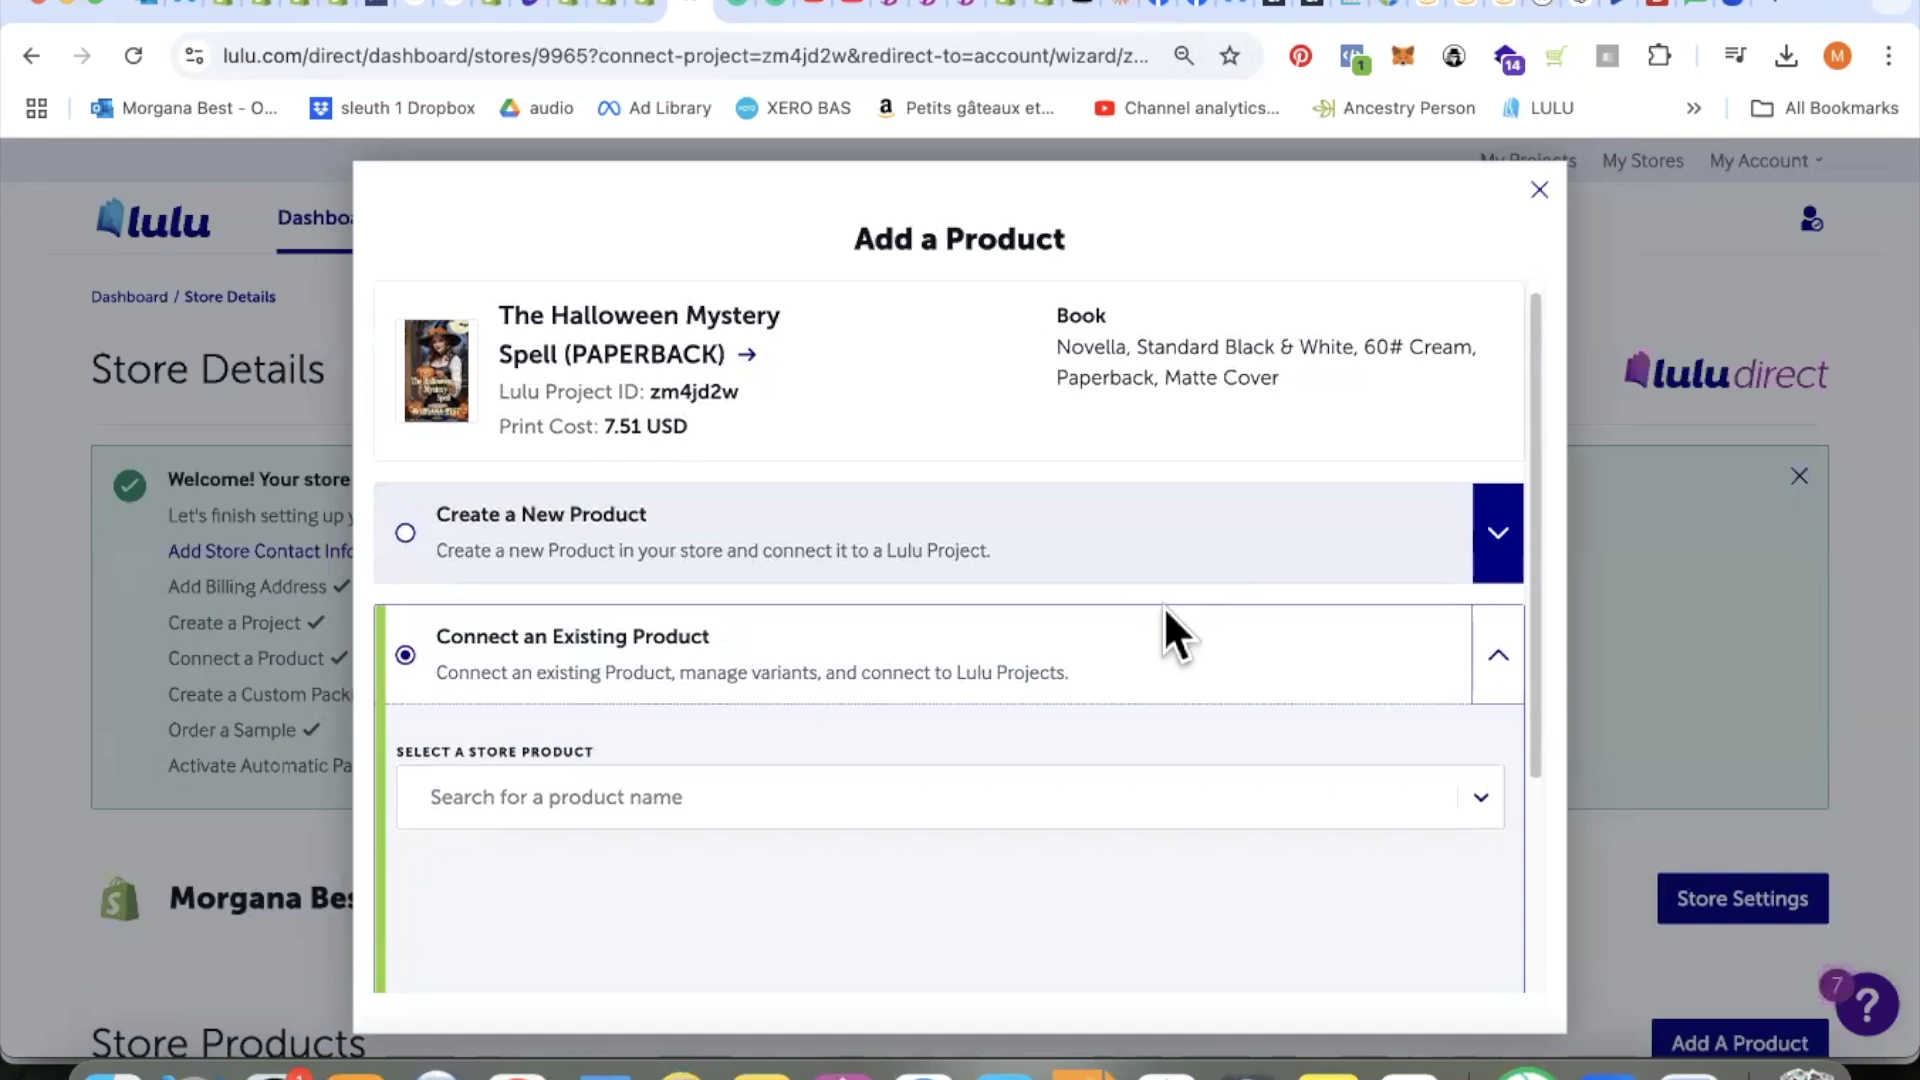 lulu.com/direct/dashboard/stores/9965?connect-project=zm4jd2w&redirect-to=account/wizard/z...
1
14
M
Morgana Best - O...
sleuth 1 Dropbox
audio
Ad Library
XERO BAS
Petits gâteaux et...
Channel analytics...
Ancestry Person
LULU
All Bookmarks
My Projects
My Stores
My Account
lulu
Dashbo
Dashboard / Store Details
Store Details
lulu direct
Welcome! Your store
Let's finish setting up
Add Store Contact Info
Add Billing Address
Create a Project
Connect a Product
Create a Custom Pack
Order a Sample
Activate Automatic Pa
Morgana Bes
Store Settings
Store Products
Add A Product
7
?
Add a Product
The Halloween Mystery
Spell (PAPERBACK) →
Lulu Project ID: zm4jd2w
Print Cost: 7.51 USD
Book
Novella, Standard Black & White, 60# Cream,
Paperback, Matte Cover
Create a New Product
Create a new Product in your store and connect it to a Lulu Project.
Connect an Existing Product
Connect an existing Product, manage variants, and connect to Lulu Projects.
SELECT A STORE PRODUCT
Search for a product name